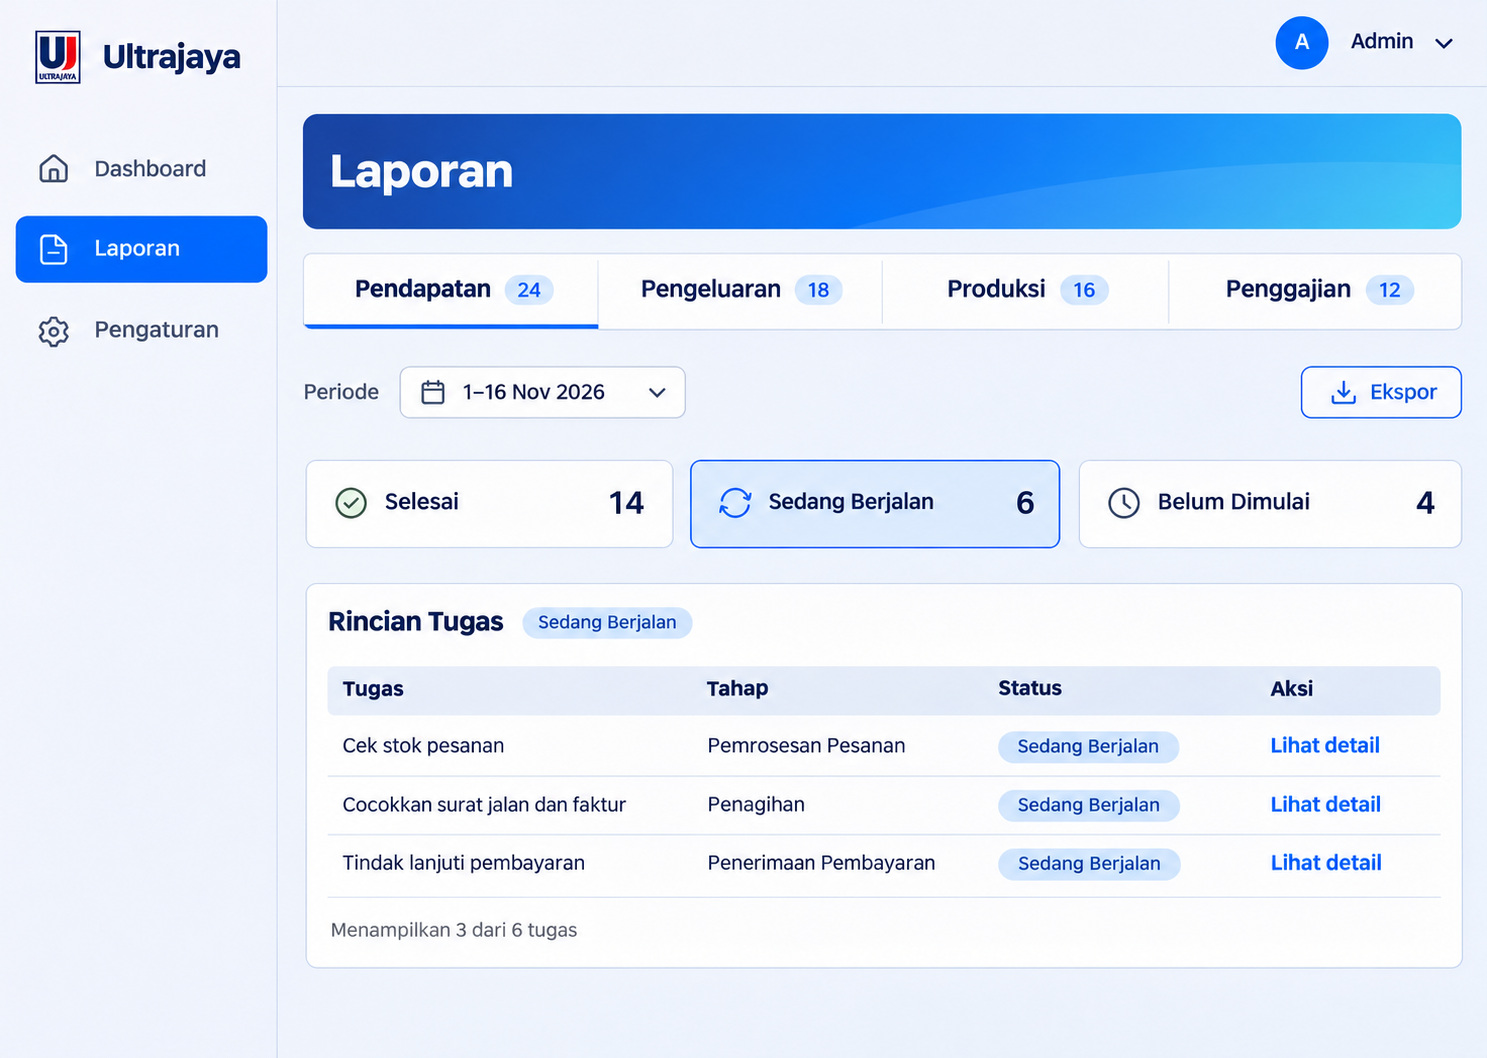 UJ
ULTRAJAYA
Ultrajaya
A
Admin
Dashboard
Laporan
Pengaturan
Laporan
Pendapatan 24
Pengeluaran 18
Produksi 16
Penggajian 12
Periode
1–16 Nov 2026
Ekspor
Selesai 14
Sedang Berjalan 6
Belum Dimulai 4
Rincian Tugas Sedang Berjalan
Tugas Tahap Status Aksi
Cek stok pesanan Pemrosesan Pesanan Sedang Berjalan Lihat detail
Cocokkan surat jalan dan faktur Penagihan Sedang Berjalan Lihat detail
Tindak lanjuti pembayaran Penerimaan Pembayaran Sedang Berjalan Lihat detail
Menampilkan 3 dari 6 tugas